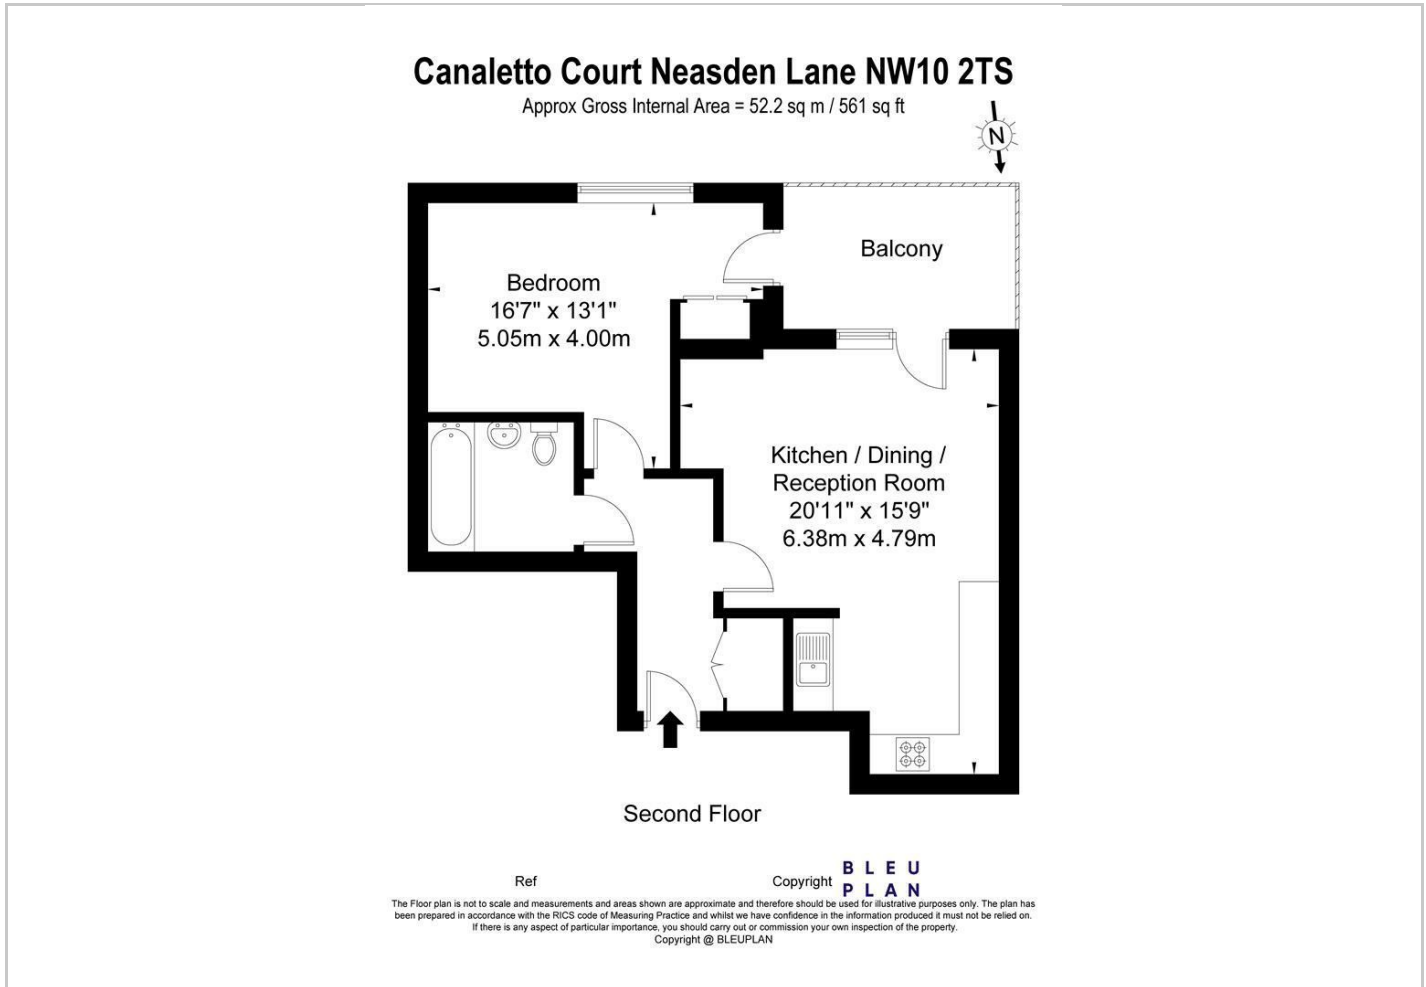 Canaletto Court Neasden Lane NW10 2TS
Approx Gross Internal Area = 52.2 sq m / 561 sq ft
N
Balcony
Bedroom
16'7" x 13'1"
5.05m x 4.00m
Kitchen / Dining /
Reception Room
20'11" x 15'9"
6.38m x 4.79m
Second Floor
Ref
Copyright
BLEU
PLAN
The Floor plan is not to scale and measurements and areas shown are approximate and therefore should be used for illustrative purposes only. The plan has
been prepared in accordance with the RICS code of Measuring Practice and whilst we have confidence in the information produced it must not be relied on.
If there is any aspect of particular importance, you should carry out or commission your own inspection of the property.
Copyright @ BLEUPLAN